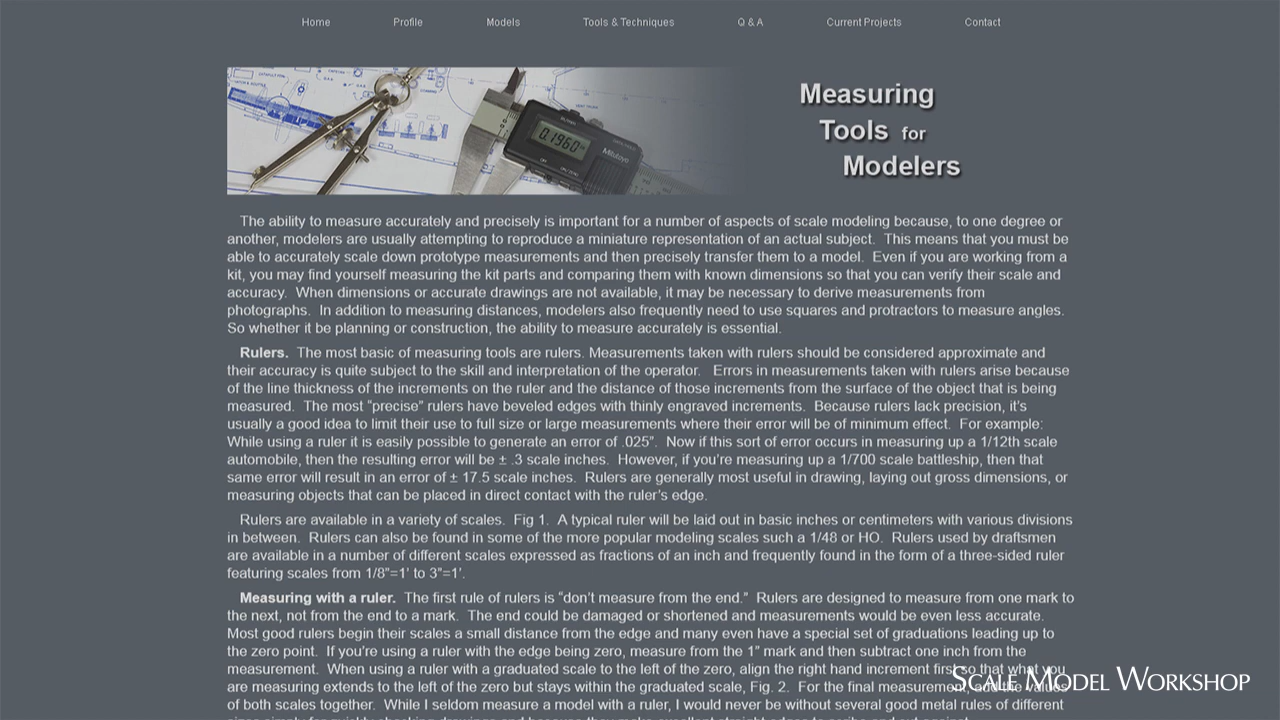 Home Profile Models Tools & Techniques Q & A Current Projects Contact
0.1960
Mitutoyo
Measuring
Tools for
Modelers
The ability to measure accurately and precisely is important for a number of aspects of scale modeling because, to one degree or
another, modelers are usually attempting to reproduce a miniature representation of an actual subject. This means that you must be
able to accurately scale down prototype measurements and then precisely transfer them to a model. Even if you are working from a
kit, you may find yourself measuring the kit parts and comparing them with known dimensions so that you can verify their scale and
accuracy. When dimensions or accurate drawings are not available, it may be necessary to derive measurements from
photographs. In addition to measuring distances, modelers also frequently need to use squares and protractors to measure angles.
So whether it be planning or construction, the ability to measure accurately is essential.
Rulers. The most basic of measuring tools are rulers. Measurements taken with rulers should be considered approximate and
their accuracy is quite subject to the skill and interpretation of the operator. Errors in measurements taken with rulers arise because
of the line thickness of the increments on the ruler and the distance of those increments from the surface of the object that is being
measured. The most “precise” rulers have beveled edges with thinly engraved increments. Because rulers lack precision, it’s
usually a good idea to limit their use to full size or large measurements where their error will be of minimum effect. For example:
While using a ruler it is easily possible to generate an error of .025”. Now if this sort of error occurs in measuring up a 1/12th scale
automobile, then the resulting error will be ± .3 scale inches. However, if you’re measuring up a 1/700 scale battleship, then that
same error will result in an error of ± 17.5 scale inches. Rulers are generally most useful in drawing, laying out gross dimensions, or
measuring objects that can be placed in direct contact with the ruler’s edge.
Rulers are available in a variety of scales. Fig 1. A typical ruler will be laid out in basic inches or centimeters with various divisions
in between. Rulers can also be found in some of the more popular modeling scales such a 1/48 or HO. Rulers used by draftsmen
are available in a number of different scales expressed as fractions of an inch and frequently found in the form of a three-sided ruler
featuring scales from 1/8”=1’ to 3”=1’.
Measuring with a ruler. The first rule of rulers is “don’t measure from the end.” Rulers are designed to measure from one mark to
the next, not from the end to a mark. The end could be damaged or shortened and measurements would be even less accurate.
Most good rulers begin their scales a small distance from the edge and many even have a special set of graduations leading up to
the zero point. If you’re using a ruler with the edge being zero, measure from the 1” mark and then subtract one inch from the
measurement. When using a ruler with a graduated scale to the left of the zero, align the right hand increment first so that what you
are measuring extends to the left of the zero but stays within the graduated scale, Fig. 2. For the final measurement, add the values
of both scales together. While I seldom measure a model with a ruler, I would never be without several good metal rules of different
Scale Model Workshop